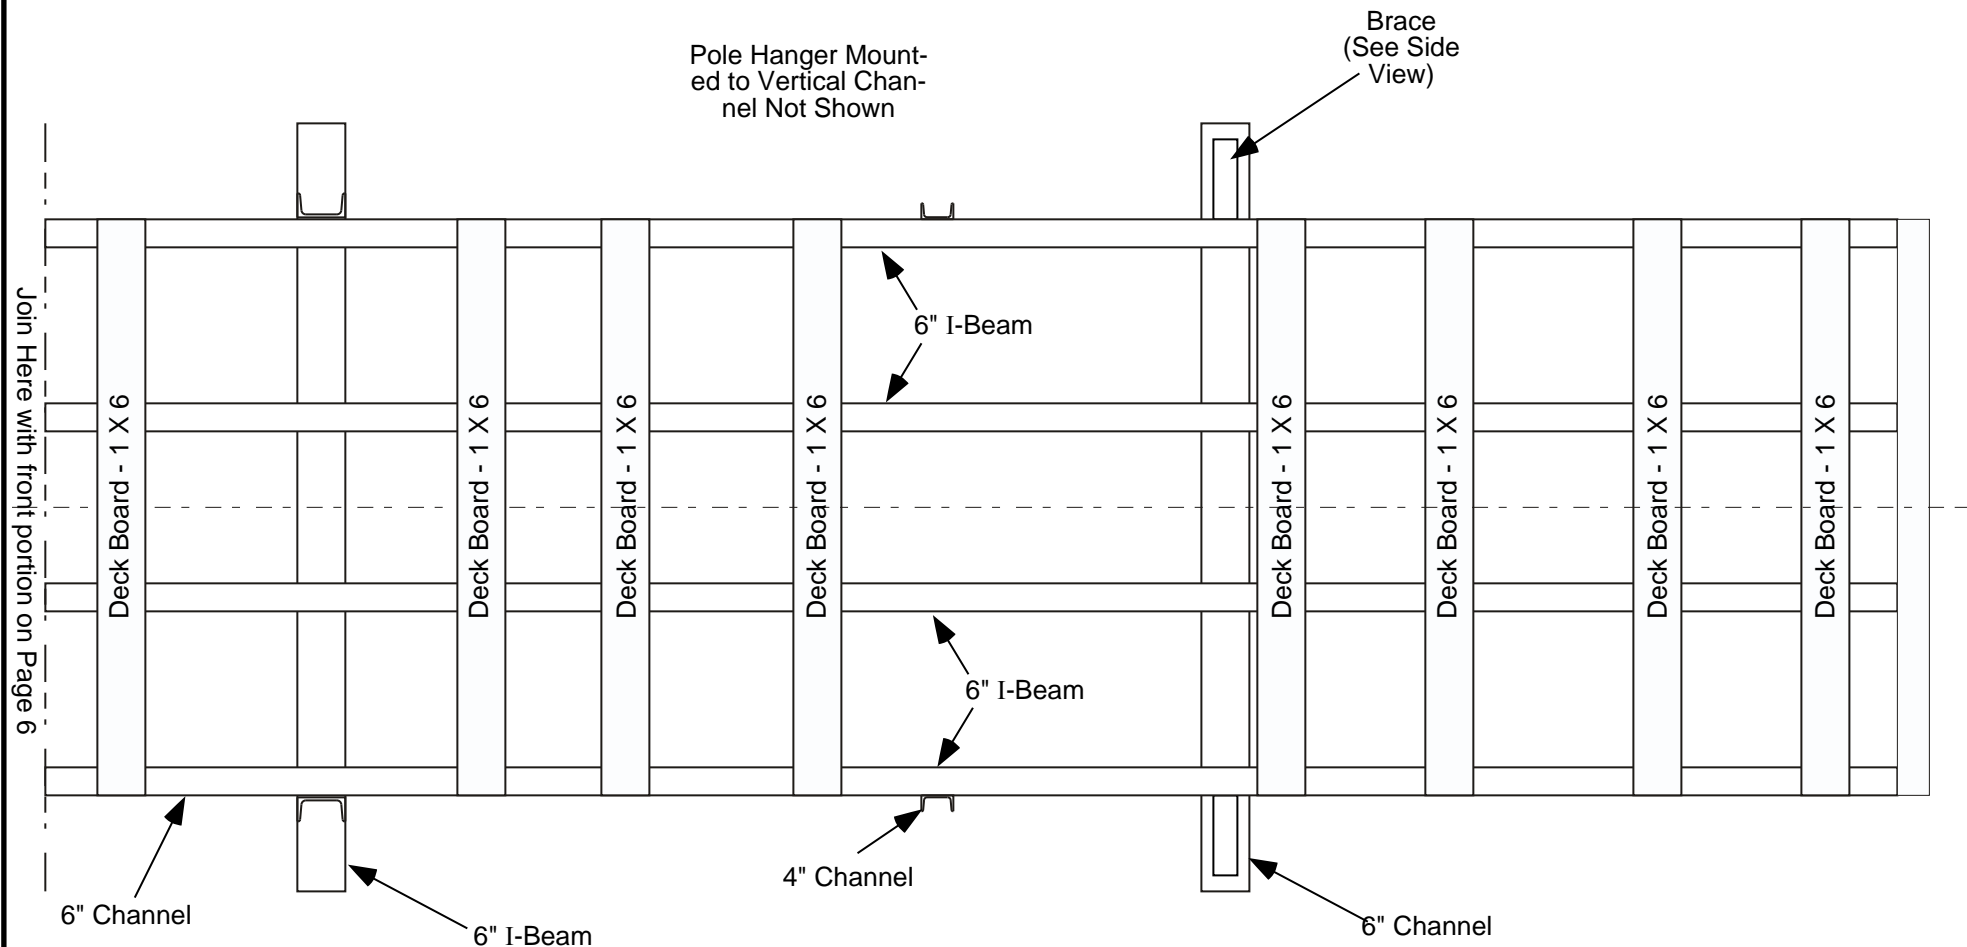 Brace
(See Side
View)
Pole Hanger Mount-
ed to Vertical Chan-
nel Not Shown
Join Here with front portion on Page 6
6" I-Beam
Deck Board - 1 X 6
Deck Board - 1 X 6
Deck Board - 1 X 6
Deck Board - 1 X 6
Deck Board - 1 X 6
Deck Board - 1 X 6
Deck Board - 1 X 6
Deck Board - 1 X 6
6" I-Beam
4" Channel
6" Channel
6" I-Beam
6" Channel